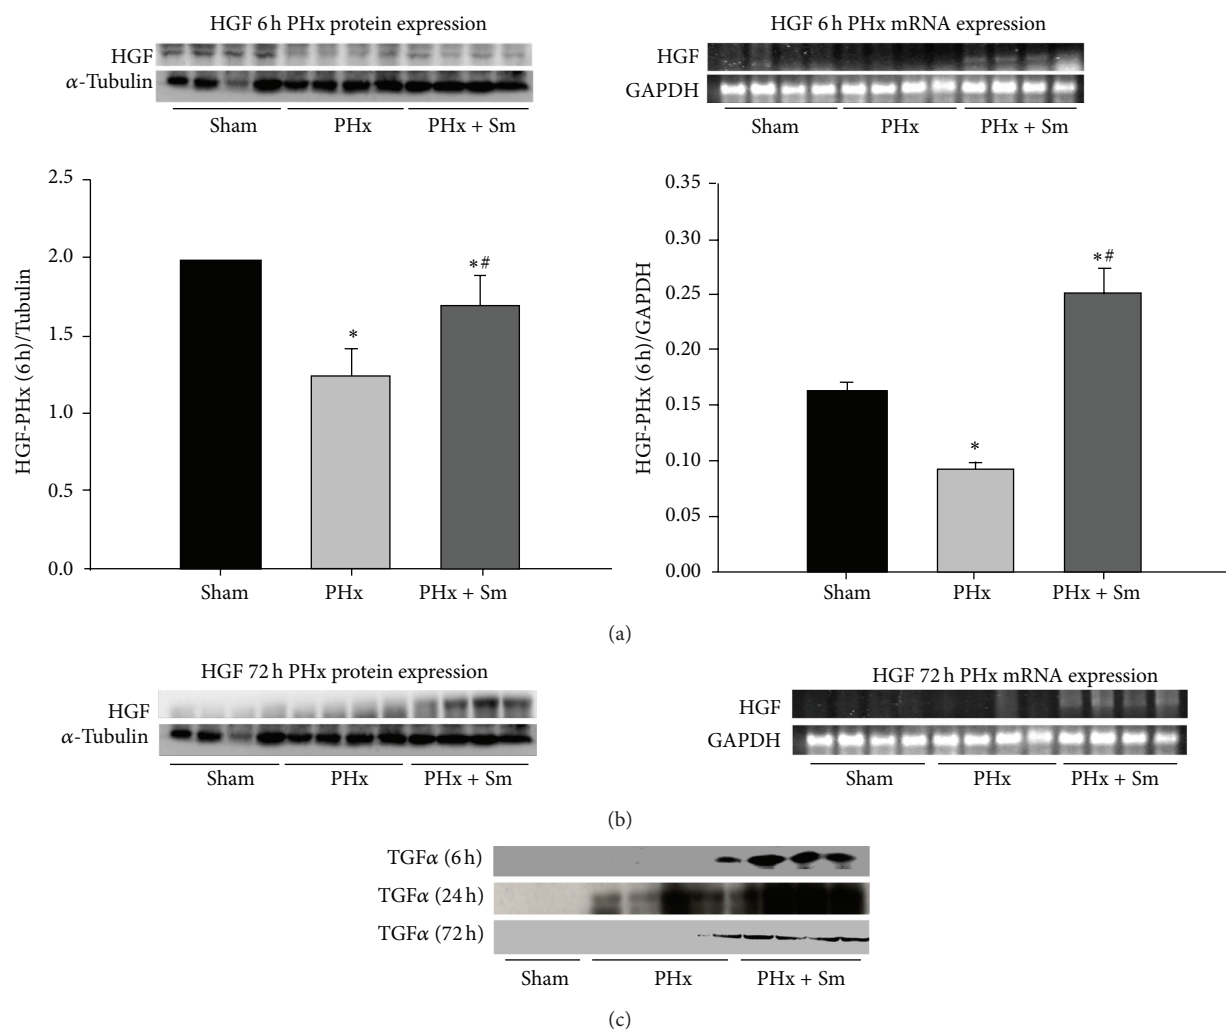 HGF 6 h PHx protein expression
HGF
α-Tubulin
Sham PHx PHx + Sm
2.5
2.0
1.5
1.0
0.5
0.0
HGF-PHx (6 h)/Tubulin
*
*#
Sham PHx PHx + Sm
HGF 6 h PHx mRNA expression
HGF
GAPDH
Sham PHx PHx + Sm
0.35
0.30
0.25
0.20
0.15
0.10
0.05
0.00
HGF-PHx (6 h)/GAPDH
*
*#
Sham PHx PHx + Sm
(a)
HGF 72 h PHx protein expression
HGF
α-Tubulin
Sham PHx PHx + Sm
HGF 72 h PHx mRNA expression
HGF
GAPDH
Sham PHx PHx + Sm
(b)
TGFα (6 h)
TGFα (24 h)
TGFα (72 h)
Sham PHx PHx + Sm
(c)